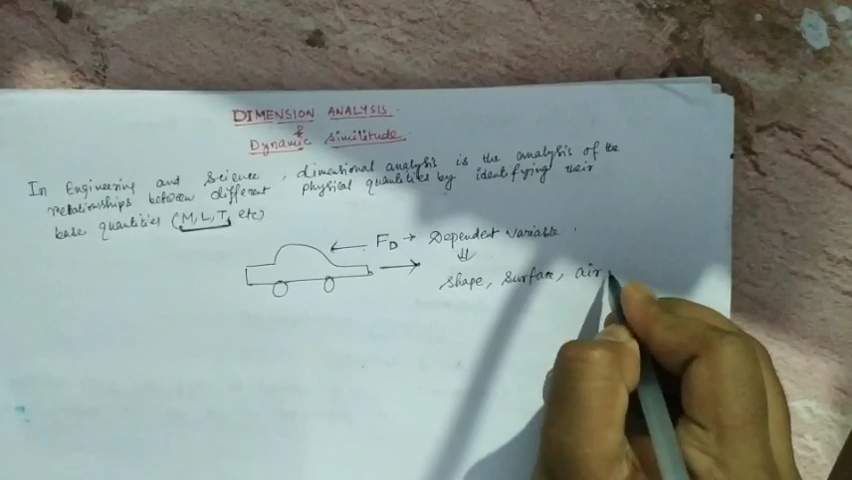 DIMENSION ANALYSIS
&
Dynamic Similitude
In Engineering and Science, dimensional analysis is the analysis of the
relationships between different physical quantities by identifying their
base quantities (M, L, T, etc)
FD → Dependent variable
⇓
shape, surface, air